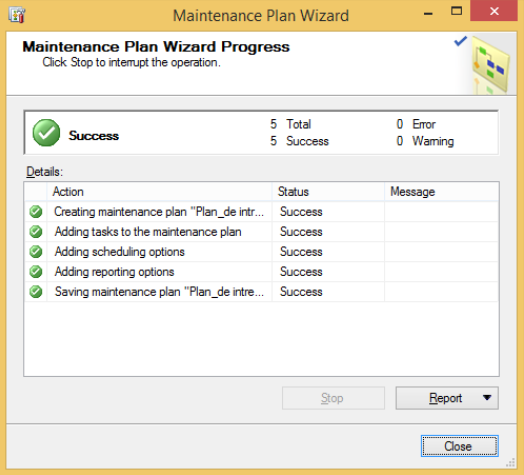 Maintenance Plan Wizard
Maintenance Plan Wizard Progress
Click Stop to interrupt the operation.
Success
5 Total
0 Error
5 Success
0 Warning
Details:
Action Status Message
Creating maintenance plan "Plan_de intr... Success
Adding tasks to the maintenance plan Success
Adding scheduling options Success
Adding reporting options Success
Saving maintenance plan "Plan_de intre... Success
Stop
Report
Close